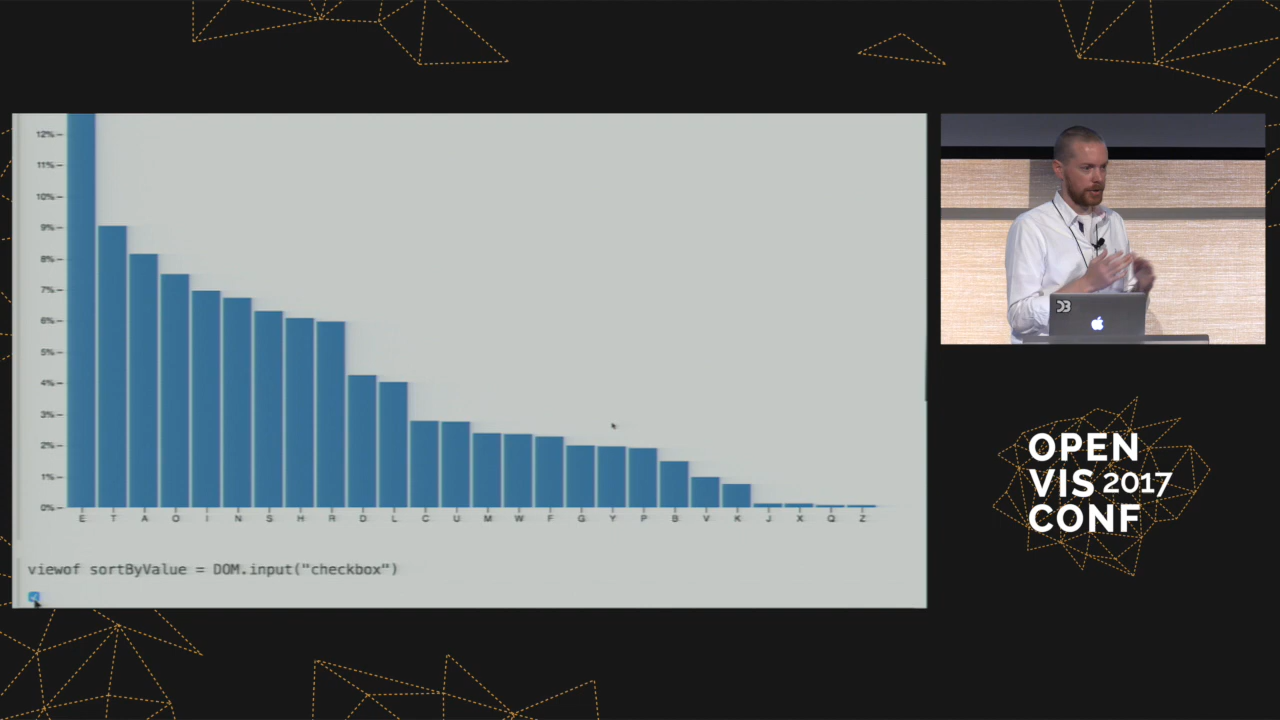 12%
11%
10%
9%
8%
7%
6%
5%
4%
3%
2%
1%
0%
E T A O I N S H R D L C U M W F G Y P B V K J X Q Z
viewof sortByValue = DOM.input("checkbox")
D3
OPEN
VIS 2017
CONF